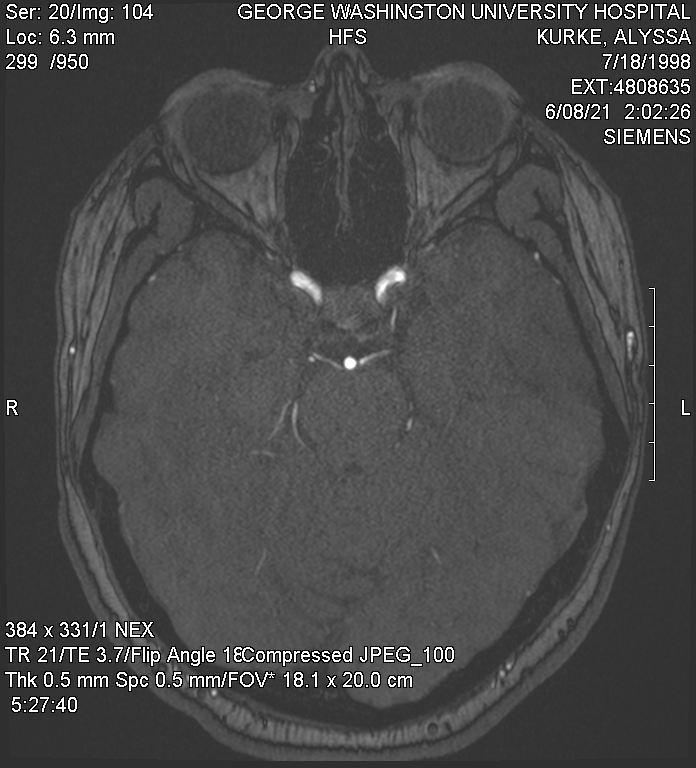 Ser: 20/Img: 104
Loc: 6.3 mm
299 /950
GEORGE WASHINGTON UNIVERSITY HOSPITAL
HFS
KURKE, ALYSSA
7/18/1998
EXT:4808635
6/08/21 2:02:26
SIEMENS
R
L
384 x 331/1 NEX
TR 21/TE 3.7/Flip Angle 18Compressed JPEG_100
Thk 0.5 mm Spc 0.5 mm/FOV* 18.1 x 20.0 cm
5:27:40